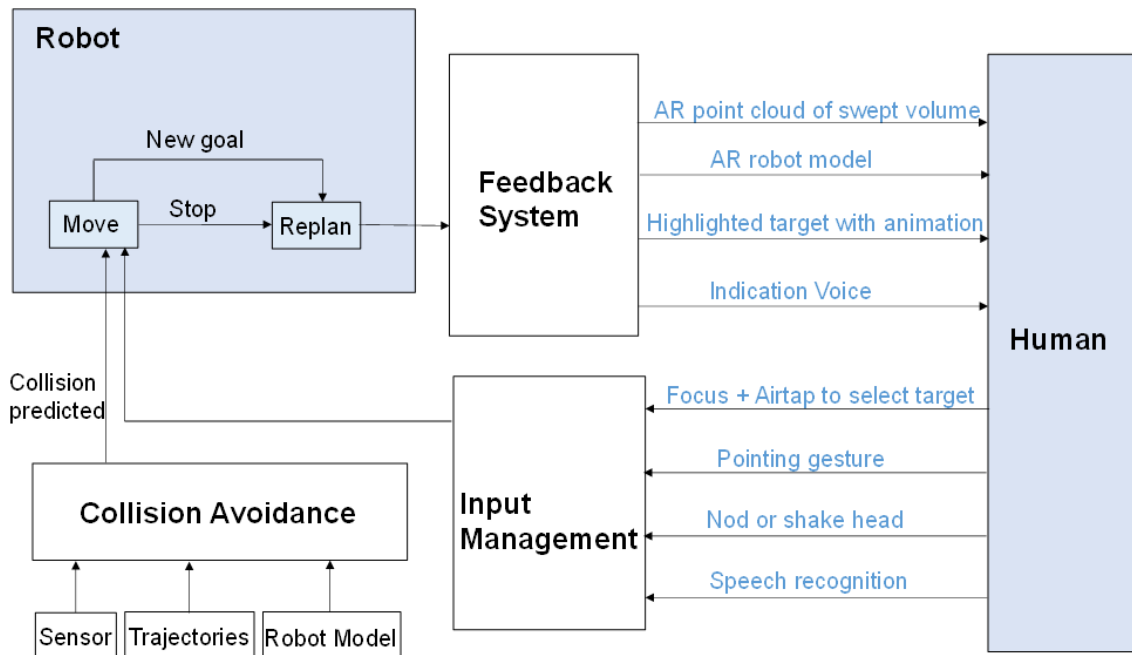 Robot
New goal
Move
Stop
Replan
Feedback
System
AR point cloud of swept volume
AR robot model
Highlighted target with animation
Indication Voice
Human
Collision
predicted
Collision Avoidance
Sensor
Trajectories
Robot Model
Input
Management
Focus + Airtap to select target
Pointing gesture
Nod or shake head
Speech recognition